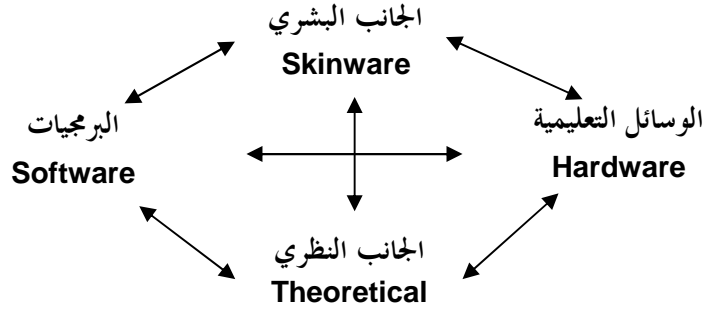 الجانب البشري
Skinware
الوسائل التعليمية
Hardware
البرمجيات
Software
الجانب النظري
Theoretical